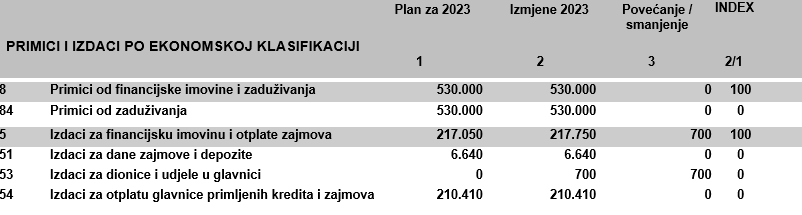 Plan za 2023 Izmjene 2023 Povećanje / smanjenje INDEX
PRIMICI I IZDACI PO EKONOMSKOJ KLASIFIKACIJI
1 2 3 2/1
8 Primici od financijske imovine i zaduživanja 530.000 530.000 0 100
84 Primici od zaduživanja 530.000 530.000 0 0
5 Izdaci za financijsku imovinu i otplate zajmova 217.050 217.750 700 100
51 Izdaci za dane zajmove i depozite 6.640 6.640 0 0
53 Izdaci za dionice i udjele u glavnici 0 700 700 0
54 Izdaci za otplatu glavnice primljenih kredita i zajmova 210.410 210.410 0 0